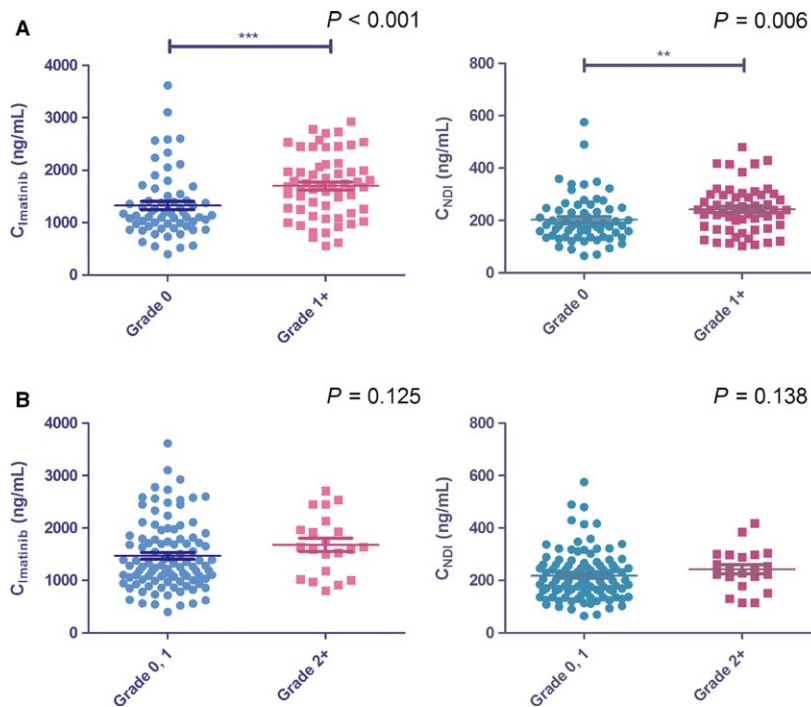 A
P < 0.001
***
C_Imatinib (ng/mL)
4000
3000
2000
1000
0
Grade 0
Grade 1+
P = 0.006
**
C_NDI (ng/mL)
800
600
400
200
0
Grade 0
Grade 1+
B
P = 0.125
C_Imatinib (ng/mL)
4000
3000
2000
1000
0
Grade 0, 1
Grade 2+
P = 0.138
C_NDI (ng/mL)
800
600
400
200
0
Grade 0, 1
Grade 2+